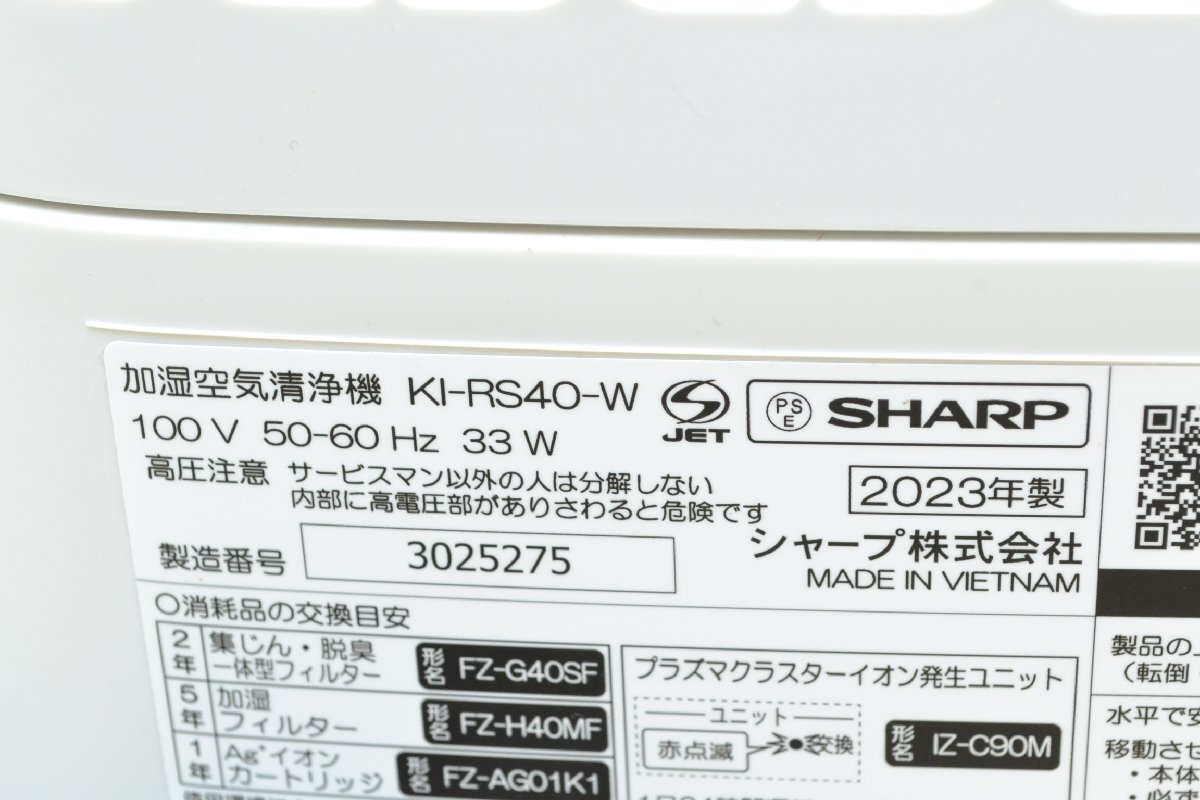 加湿空気清浄機 KI-RS40-W
JET
PS
E
SHARP
100 V 50-60 Hz 33 W
高圧注意 サービスマン以外の人は分解しない
内部に高電圧部がありさわると危険です
2023年製
製造番号 3025275
シャープ株式会社
MADE IN VIETNAM
○消耗品の交換目安
2年 集じん・脱臭
一体型フィルター
形名 FZ-G40SF
5年 加湿
フィルター
形名 FZ-H40MF
1年 Ag⁺イオン
カートリッジ
形名 FZ-AG01K1
プラズマクラスターイオン発生ユニット
ユニット
赤点滅 交換
形名 IZ-C90M
製品の
(転倒
水平で
移動させ
・本体
・必ず